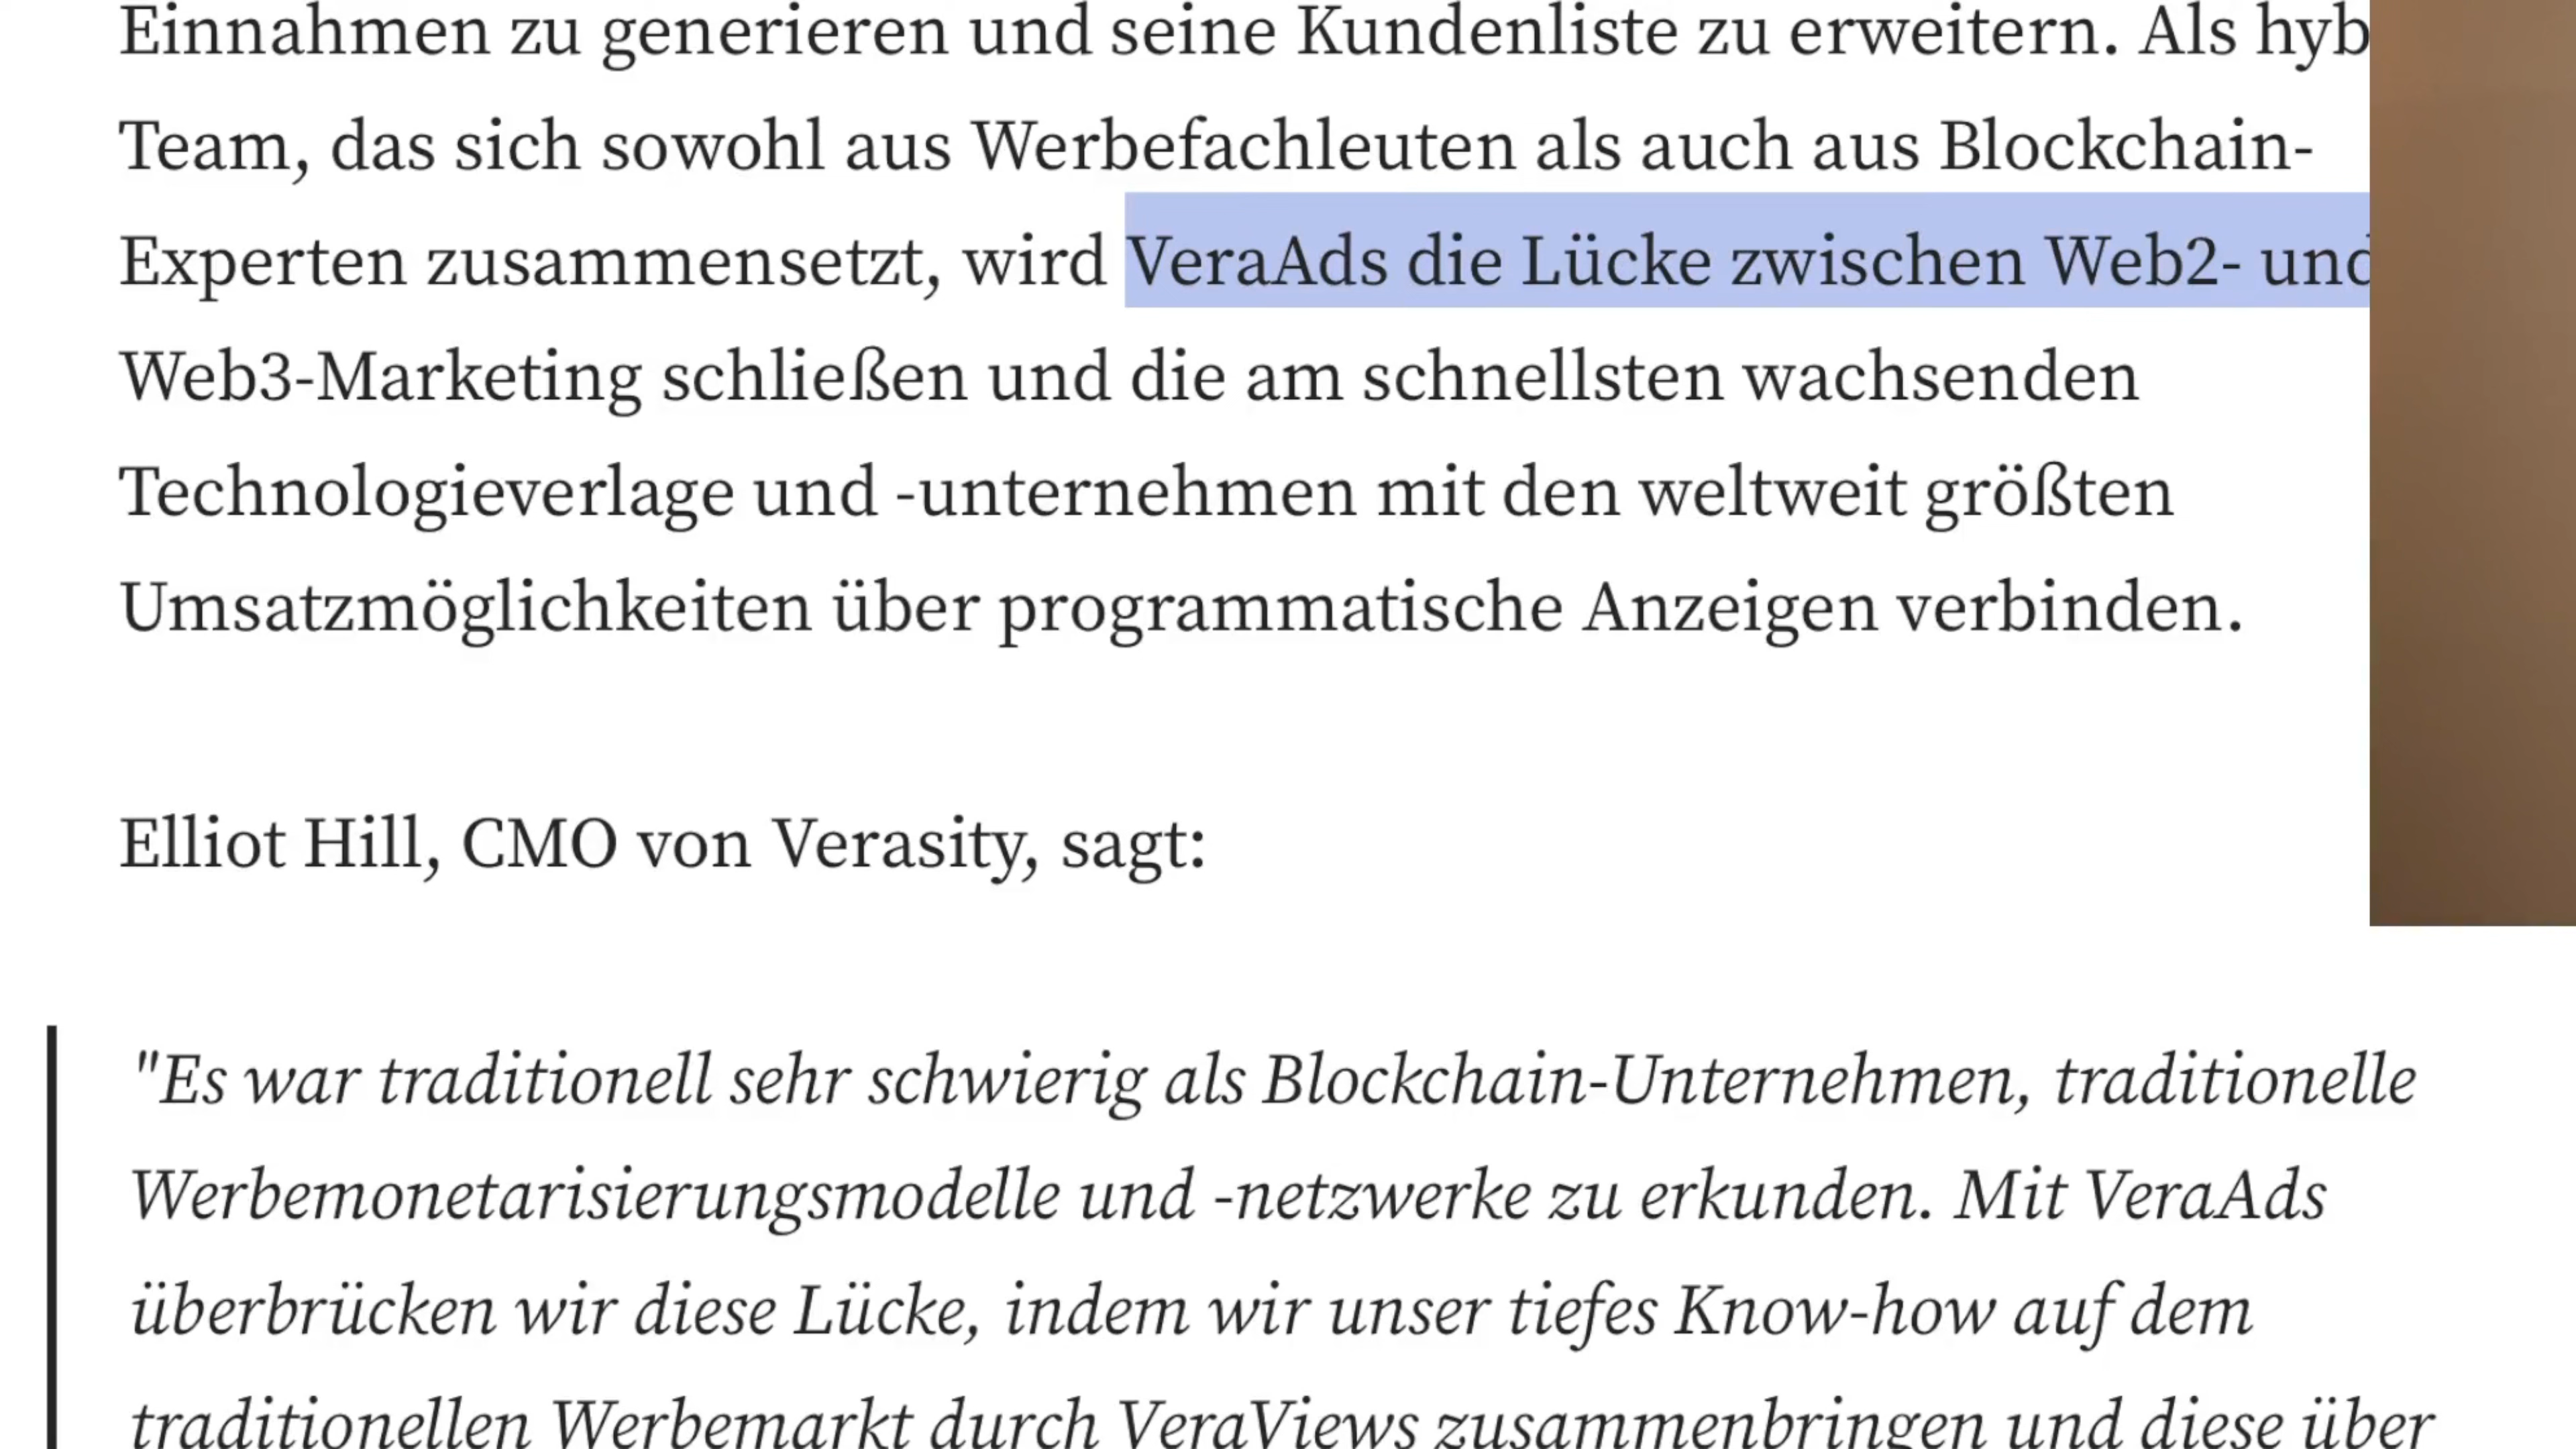 Einnahmen zu generieren und seine Kundenliste zu erweitern. Als
Team, das sich sowohl aus Werbefachleuten als auch aus Blockchain-
Experten zusammensetzt, wird VeraAds die Lücke zwischen Web2- und
Web3-Marketing schließen und die am schnellsten wachsenden
Technologieverlage und -unternehmen mit den weltweit größten
Umsatzmöglichkeiten über programmatische Anzeigen verbinden.
Elliot Hill, CMO von Verasity, sagt:
"Es war traditionell sehr schwierig als Blockchain-Unternehmen, traditionelle
Werbemonetarisierungsmodelle und -netzwerke zu erkunden. Mit VeraAds
überbrücken wir diese Lücke, indem wir unser tiefes Know-how auf dem
traditionellen Werbemarkt durch VeraViews zusammenbringen und diese über